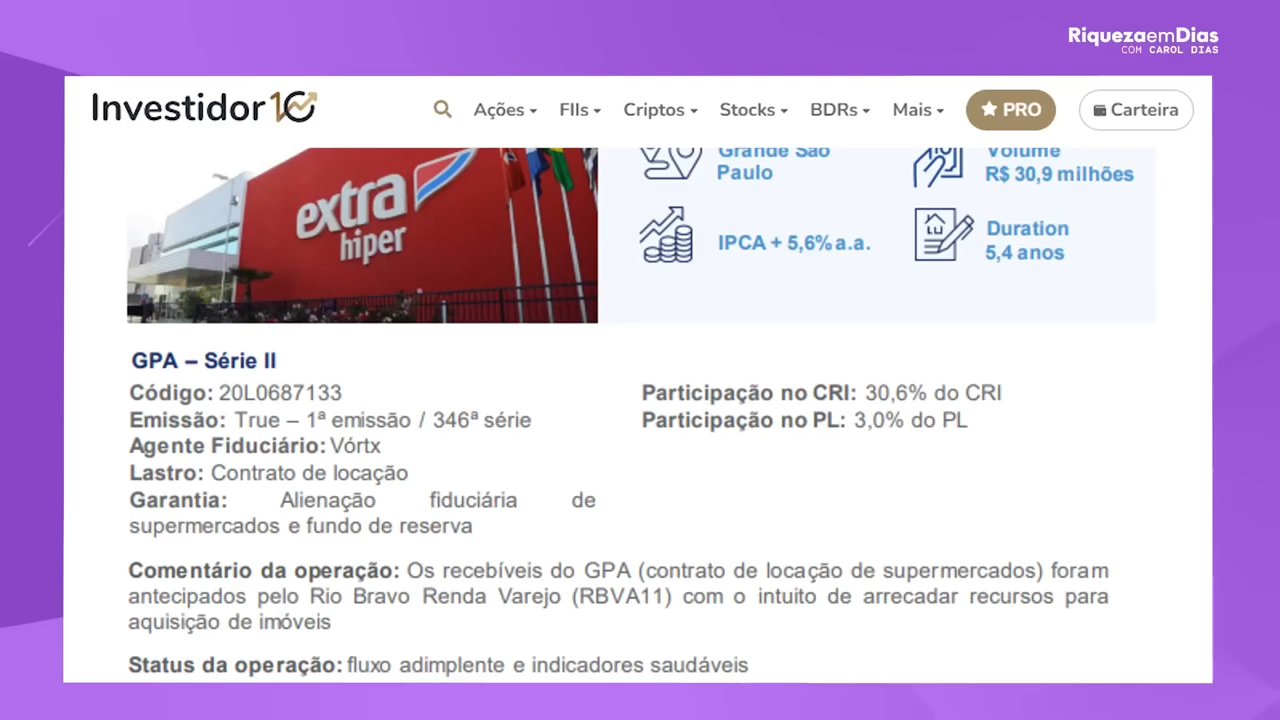 RiquezaemDias
COM CAROL DIAS
Investidor10
Ações
FIIs
Criptos
Stocks
BDRs
Mais
PRO
Carteira
extra
hiper
Grande São
Paulo
Volume
R$ 30,9 milhões
IPCA + 5,6% a.a.
Duration
5,4 anos
GPA – Série II
Código: 20L0687133
Emissão: True – 1ª emissão / 346ª série
Agente Fiduciário: Vórtx
Lastro: Contrato de locação
Garantia: Alienação fiduciária de
supermercados e fundo de reserva
Participação no CRI: 30,6% do CRI
Participação no PL: 3,0% do PL
Comentário da operação: Os recebíveis do GPA (contrato de locação de supermercados) foram
antecipados pelo Rio Bravo Renda Varejo (RBVA11) com o intuito de arrecadar recursos para
aquisição de imóveis
Status da operação: fluxo adimplente e indicadores saudáveis